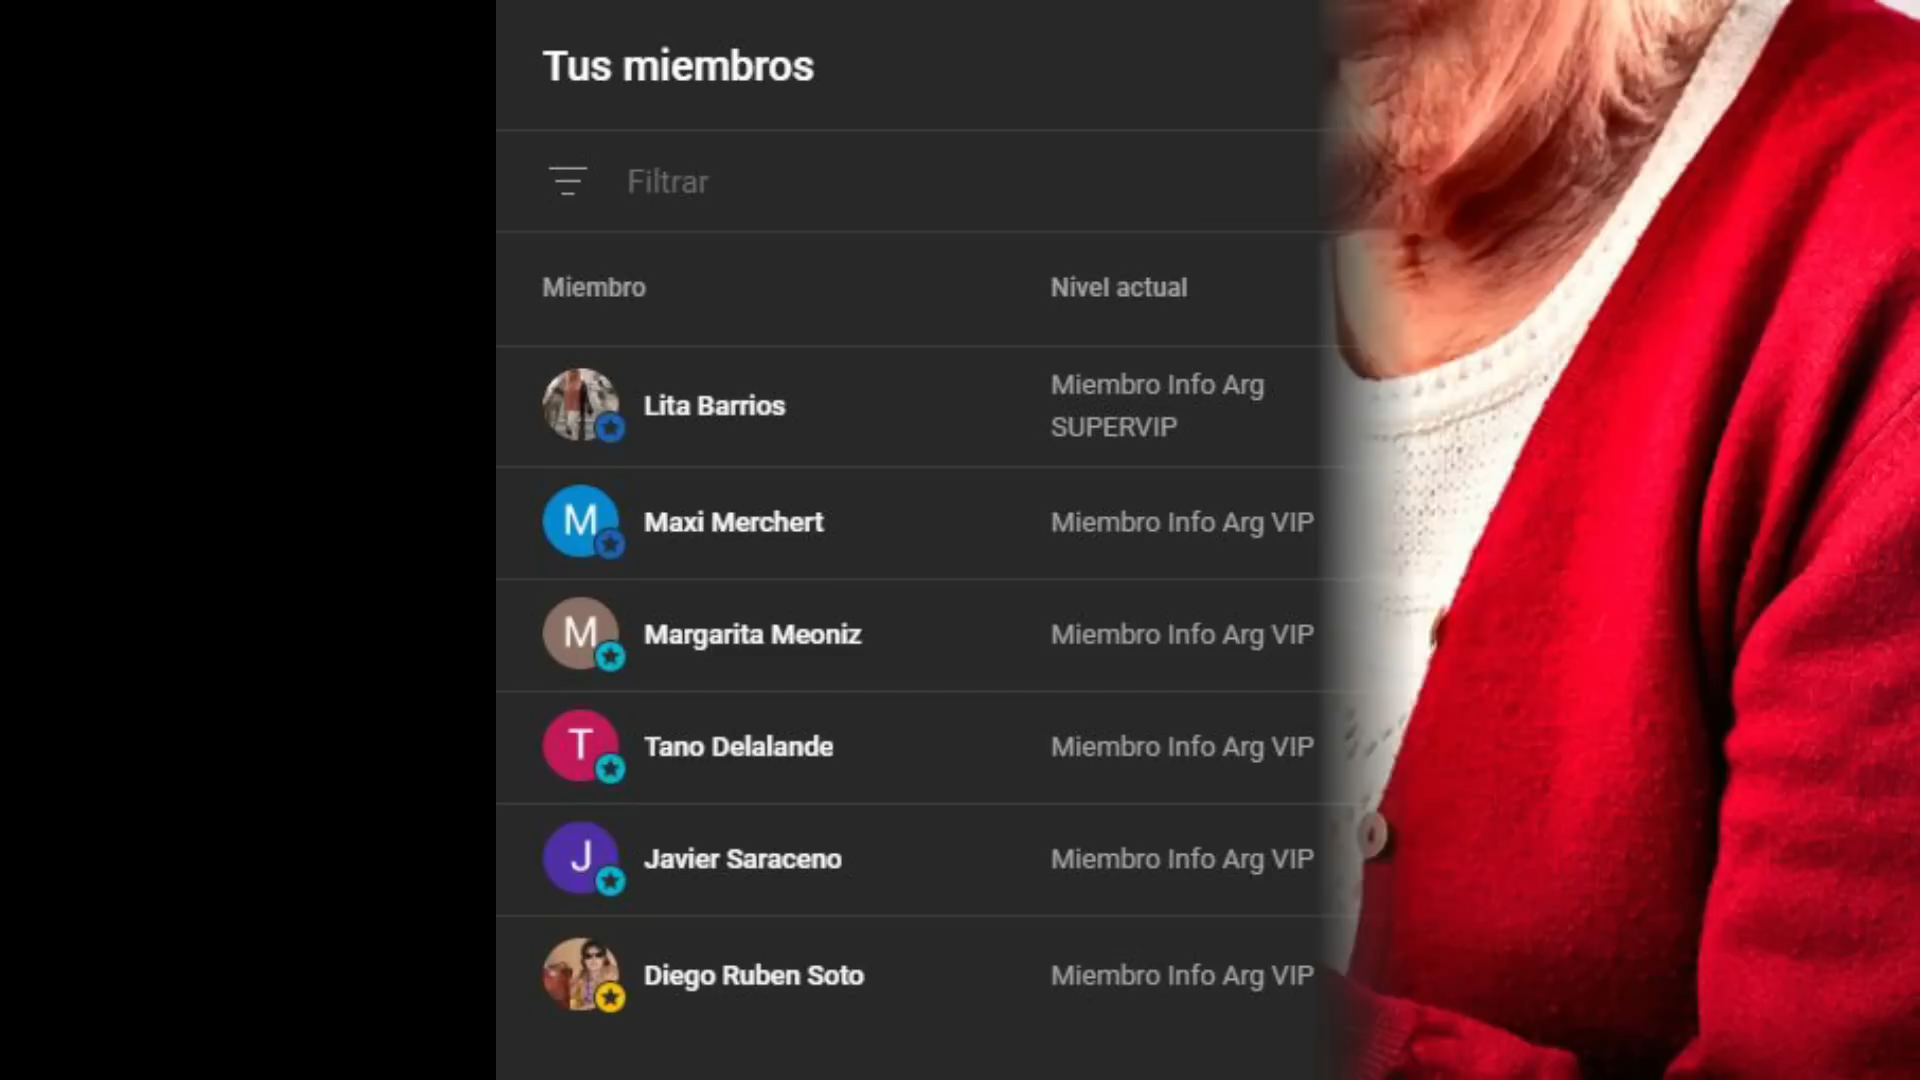 Tus miembros
Filtrar
Miembro Nivel actual
Lita Barrios Miembro Info Arg
SUPERVIP
M Maxi Merchert Miembro Info Arg VIP
M Margarita Meoniz Miembro Info Arg VIP
T Tano Delalande Miembro Info Arg VIP
J Javier Saraceno Miembro Info Arg VIP
Diego Ruben Soto Miembro Info Arg VIP